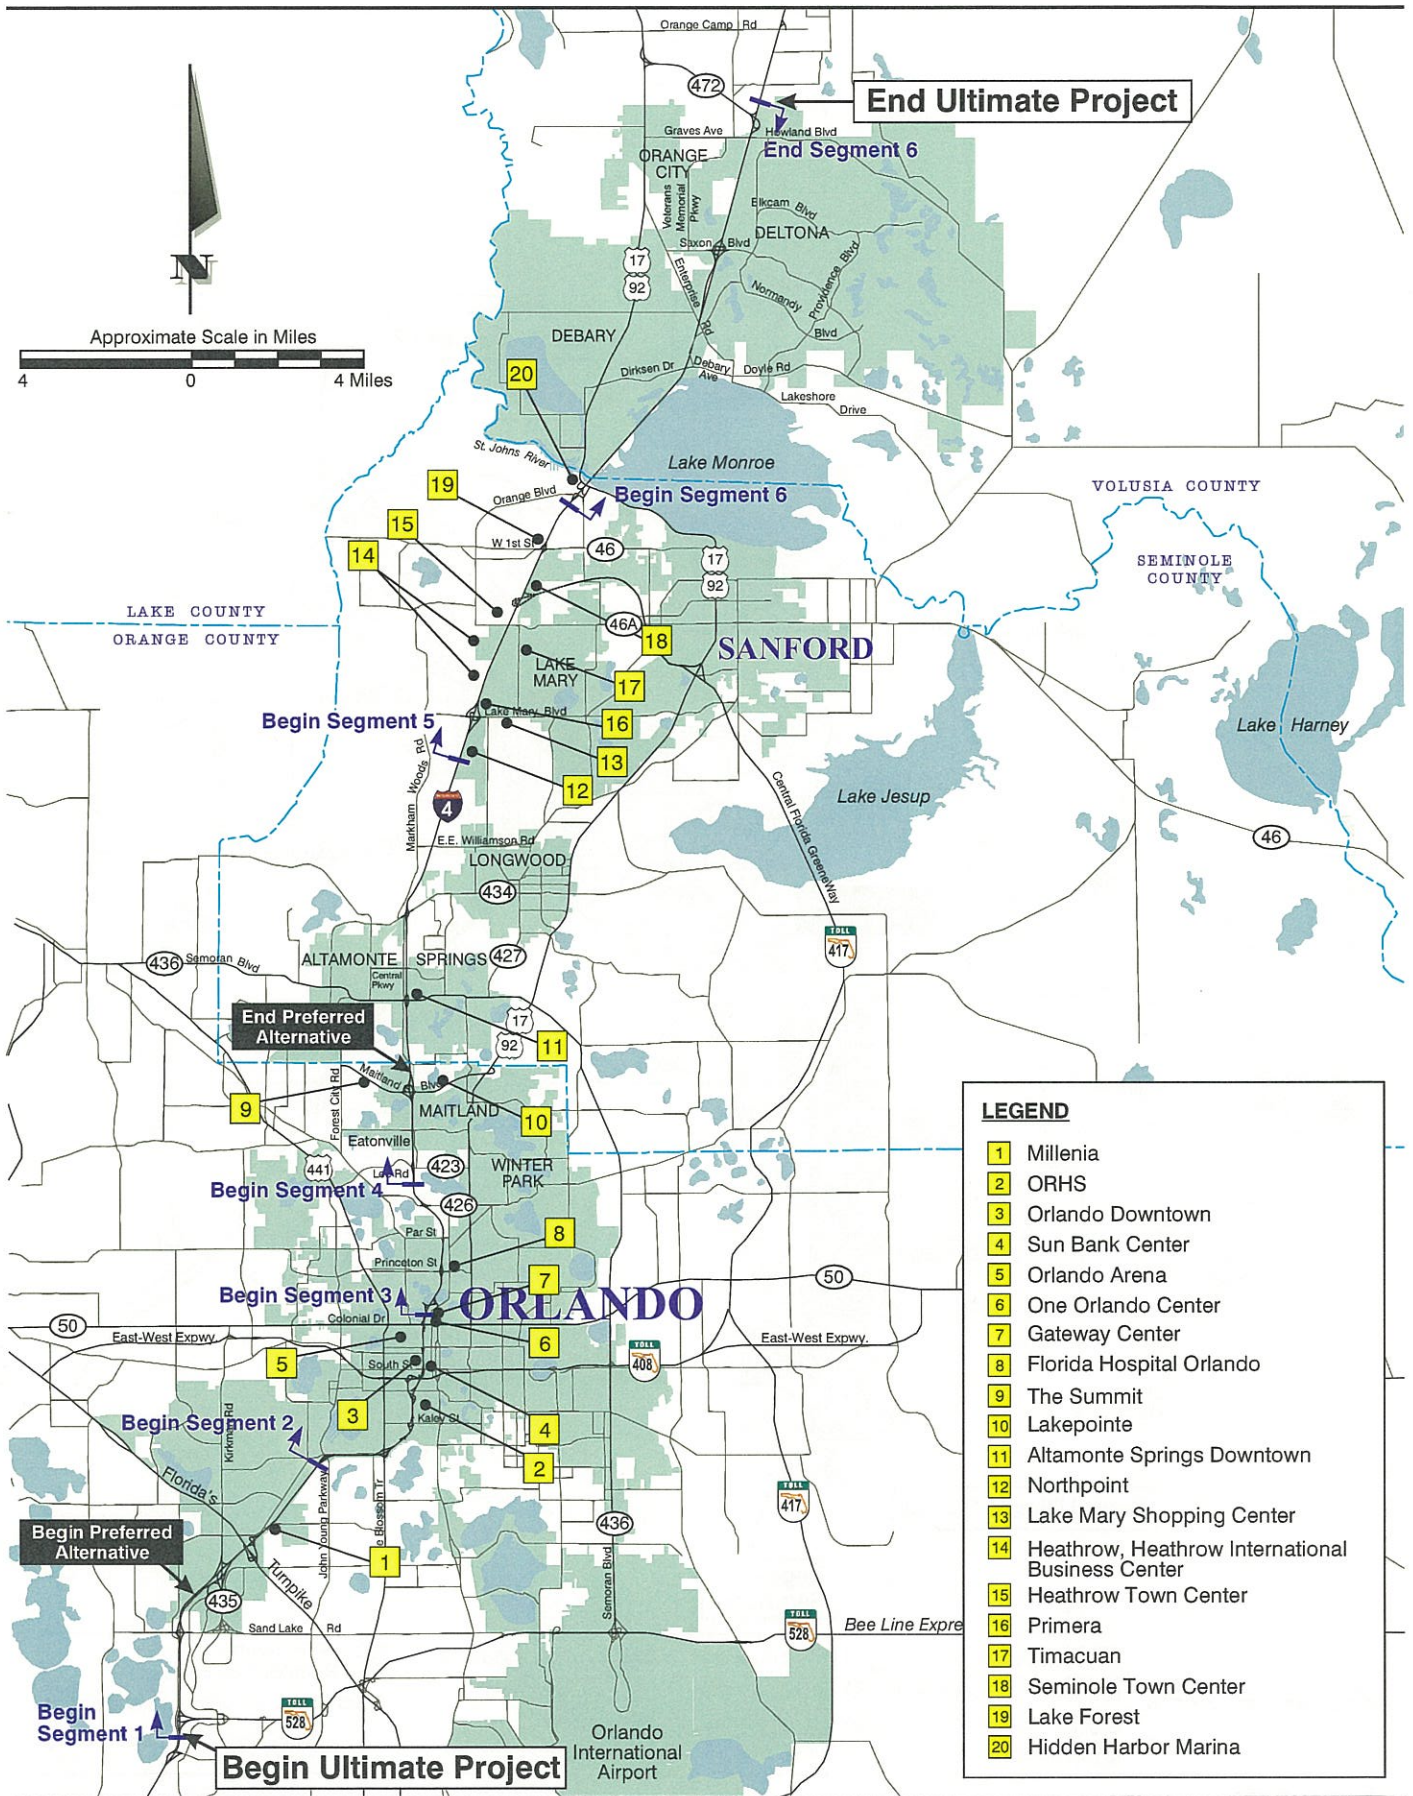 Orange Camp Rd
472
End Ultimate Project
Graves Ave
Howland Blvd
End Segment 6
ORANGE
CITY
Veterans
Memorial
Pkwy
Elkcam Blvd
DELTONA
Saxon Blvd
17
92
Enterprise Rd
Providence Blvd
Normandy
Blvd
N
Approximate Scale in Miles
4 0 4 Miles
DEBARY
20
Dirksen Dr
Debary
Ave
Doyle Rd
Lakeshore
Drive
St. Johns River
Lake Monroe
19
Orange Blvd
Begin Segment 6
VOLUSIA COUNTY
15
W 1st St
46
14
17
92
SEMINOLE
COUNTY
LAKE COUNTY
ORANGE COUNTY
46A
18
SANFORD
LAKE
MARY
17
Lake Mary Blvd
16
Begin Segment 5
13
12
Lake Harney
Markham Woods Rd
4
Lake Jesup
Central Florida GreeneWay
46
E.E. Williamson Rd
LONGWOOD
434
417
TOLL
436
Semoran Blvd
ALTAMONTE SPRINGS
427
Central
Pkwy
End Preferred
Alternative
17
92
11
Maitland Blvd
9
Forest City Rd
MAITLAND
10
Eatonville
441
Lee Rd
423
WINTER
PARK
Begin Segment 4
426
Par St
8
Princeton St
7
50
Begin Segment 3
ORLANDO
50
Colonial Dr
East-West Expwy.
6
TOLL
408
East-West Expwy.
5
South St
3
Begin Segment 2
Kaley St
4
Kirkman Rd
2
Florida's
Turnpike
John Young Parkway
e Blossom Tr
TOLL
417
436
Begin Preferred
Alternative
1
435
Semoran Blvd
Sand Lake Rd
TOLL
528
Bee Line Expre
Begin
Segment 1
TOLL
528
Begin Ultimate Project
Orlando
International
Airport
LEGEND
1 Millenia
2 ORHS
3 Orlando Downtown
4 Sun Bank Center
5 Orlando Arena
6 One Orlando Center
7 Gateway Center
8 Florida Hospital Orlando
9 The Summit
10 Lakepointe
11 Altamonte Springs Downtown
12 Northpoint
13 Lake Mary Shopping Center
14 Heathrow, Heathrow International
Business Center
15 Heathrow Town Center
16 Primera
17 Timacuan
18 Seminole Town Center
19 Lake Forest
20 Hidden Harbor Marina